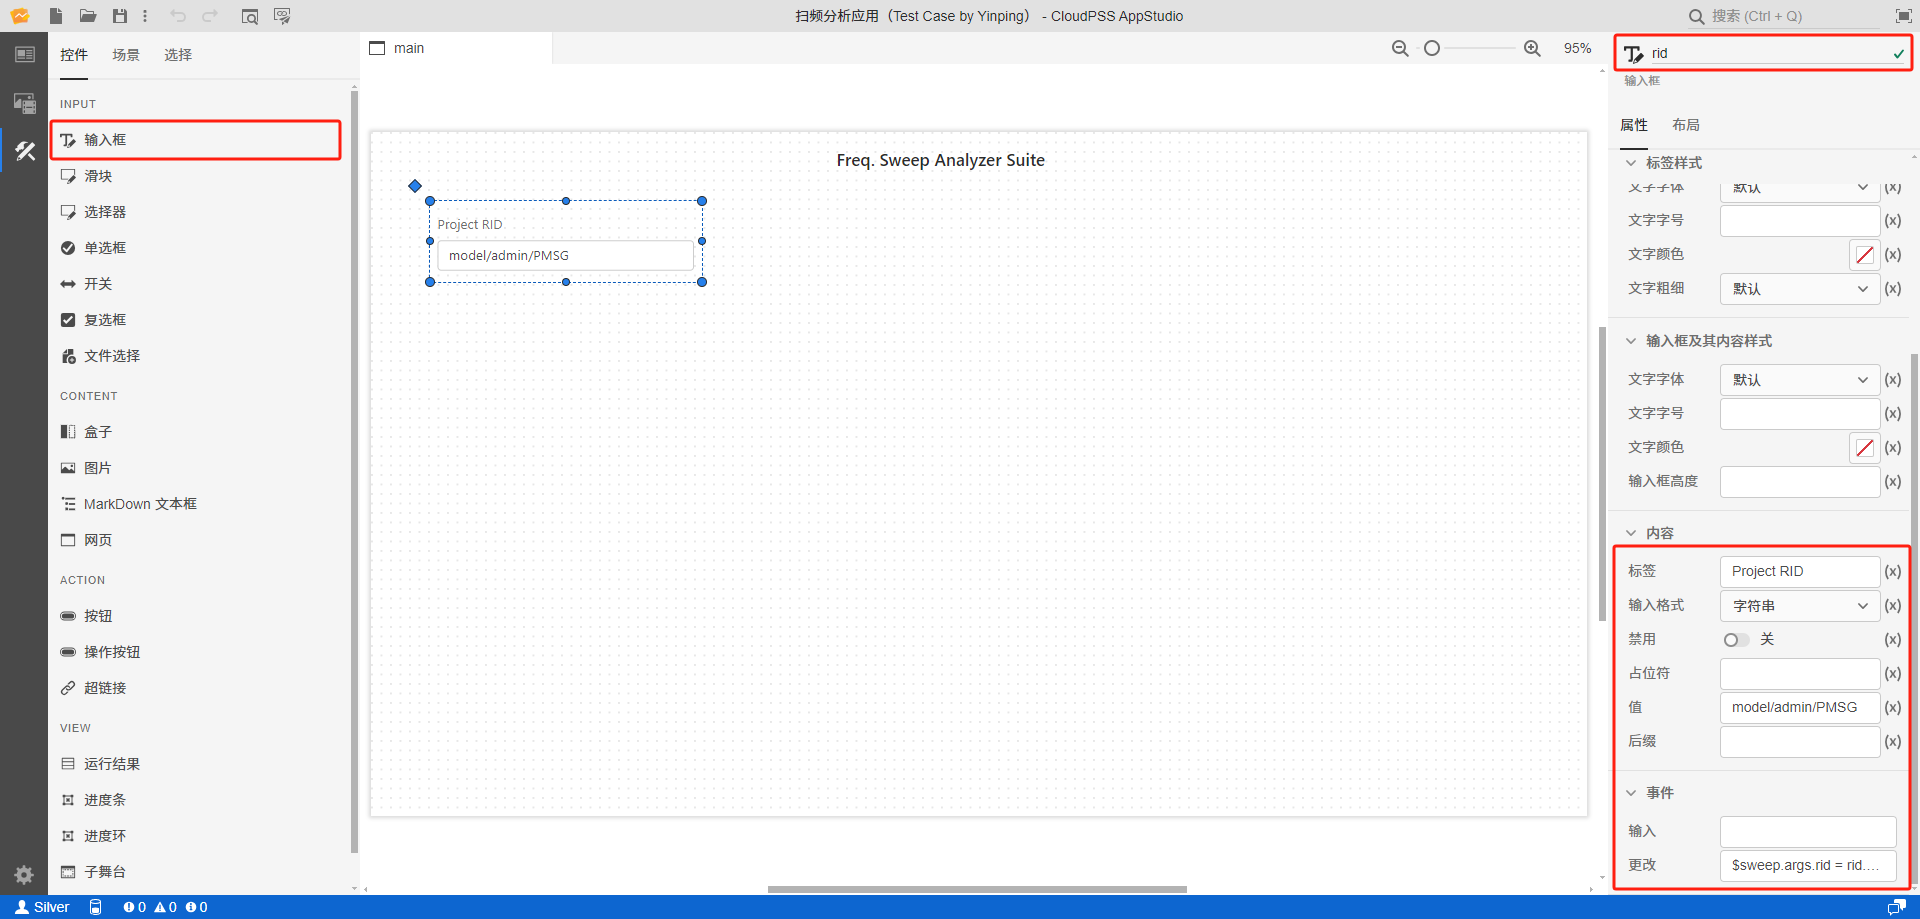 扫频分析应用（Test Case by Yinping） - CloudPSS AppStudio
搜索 (Ctrl + Q)
控件 场景 选择
INPUT
输入框
滑块
选择器
单选框
开关
复选框
文件选择
CONTENT
盒子
图片
MarkDown 文本框
网页
ACTION
按钮
操作按钮
超链接
VIEW
运行结果
进度条
进度环
子舞台
main
95%
Freq. Sweep Analyzer Suite
Project RID
model/admin/PMSG
rid
输入框
属性 布局
标签样式
文字字体 默认 (x)
文字字号 (x)
文字颜色 (x)
文字粗细 默认 (x)
输入框及其内容样式
文字字体 默认 (x)
文字字号 (x)
文字颜色 (x)
输入框高度 (x)
内容
标签 Project RID (x)
输入格式 字符串 (x)
禁用 关 (x)
占位符 (x)
值 model/admin/PMSG (x)
后缀 (x)
事件
输入
更改 $sweep.args.rid = rid....
Silver 0 0 0